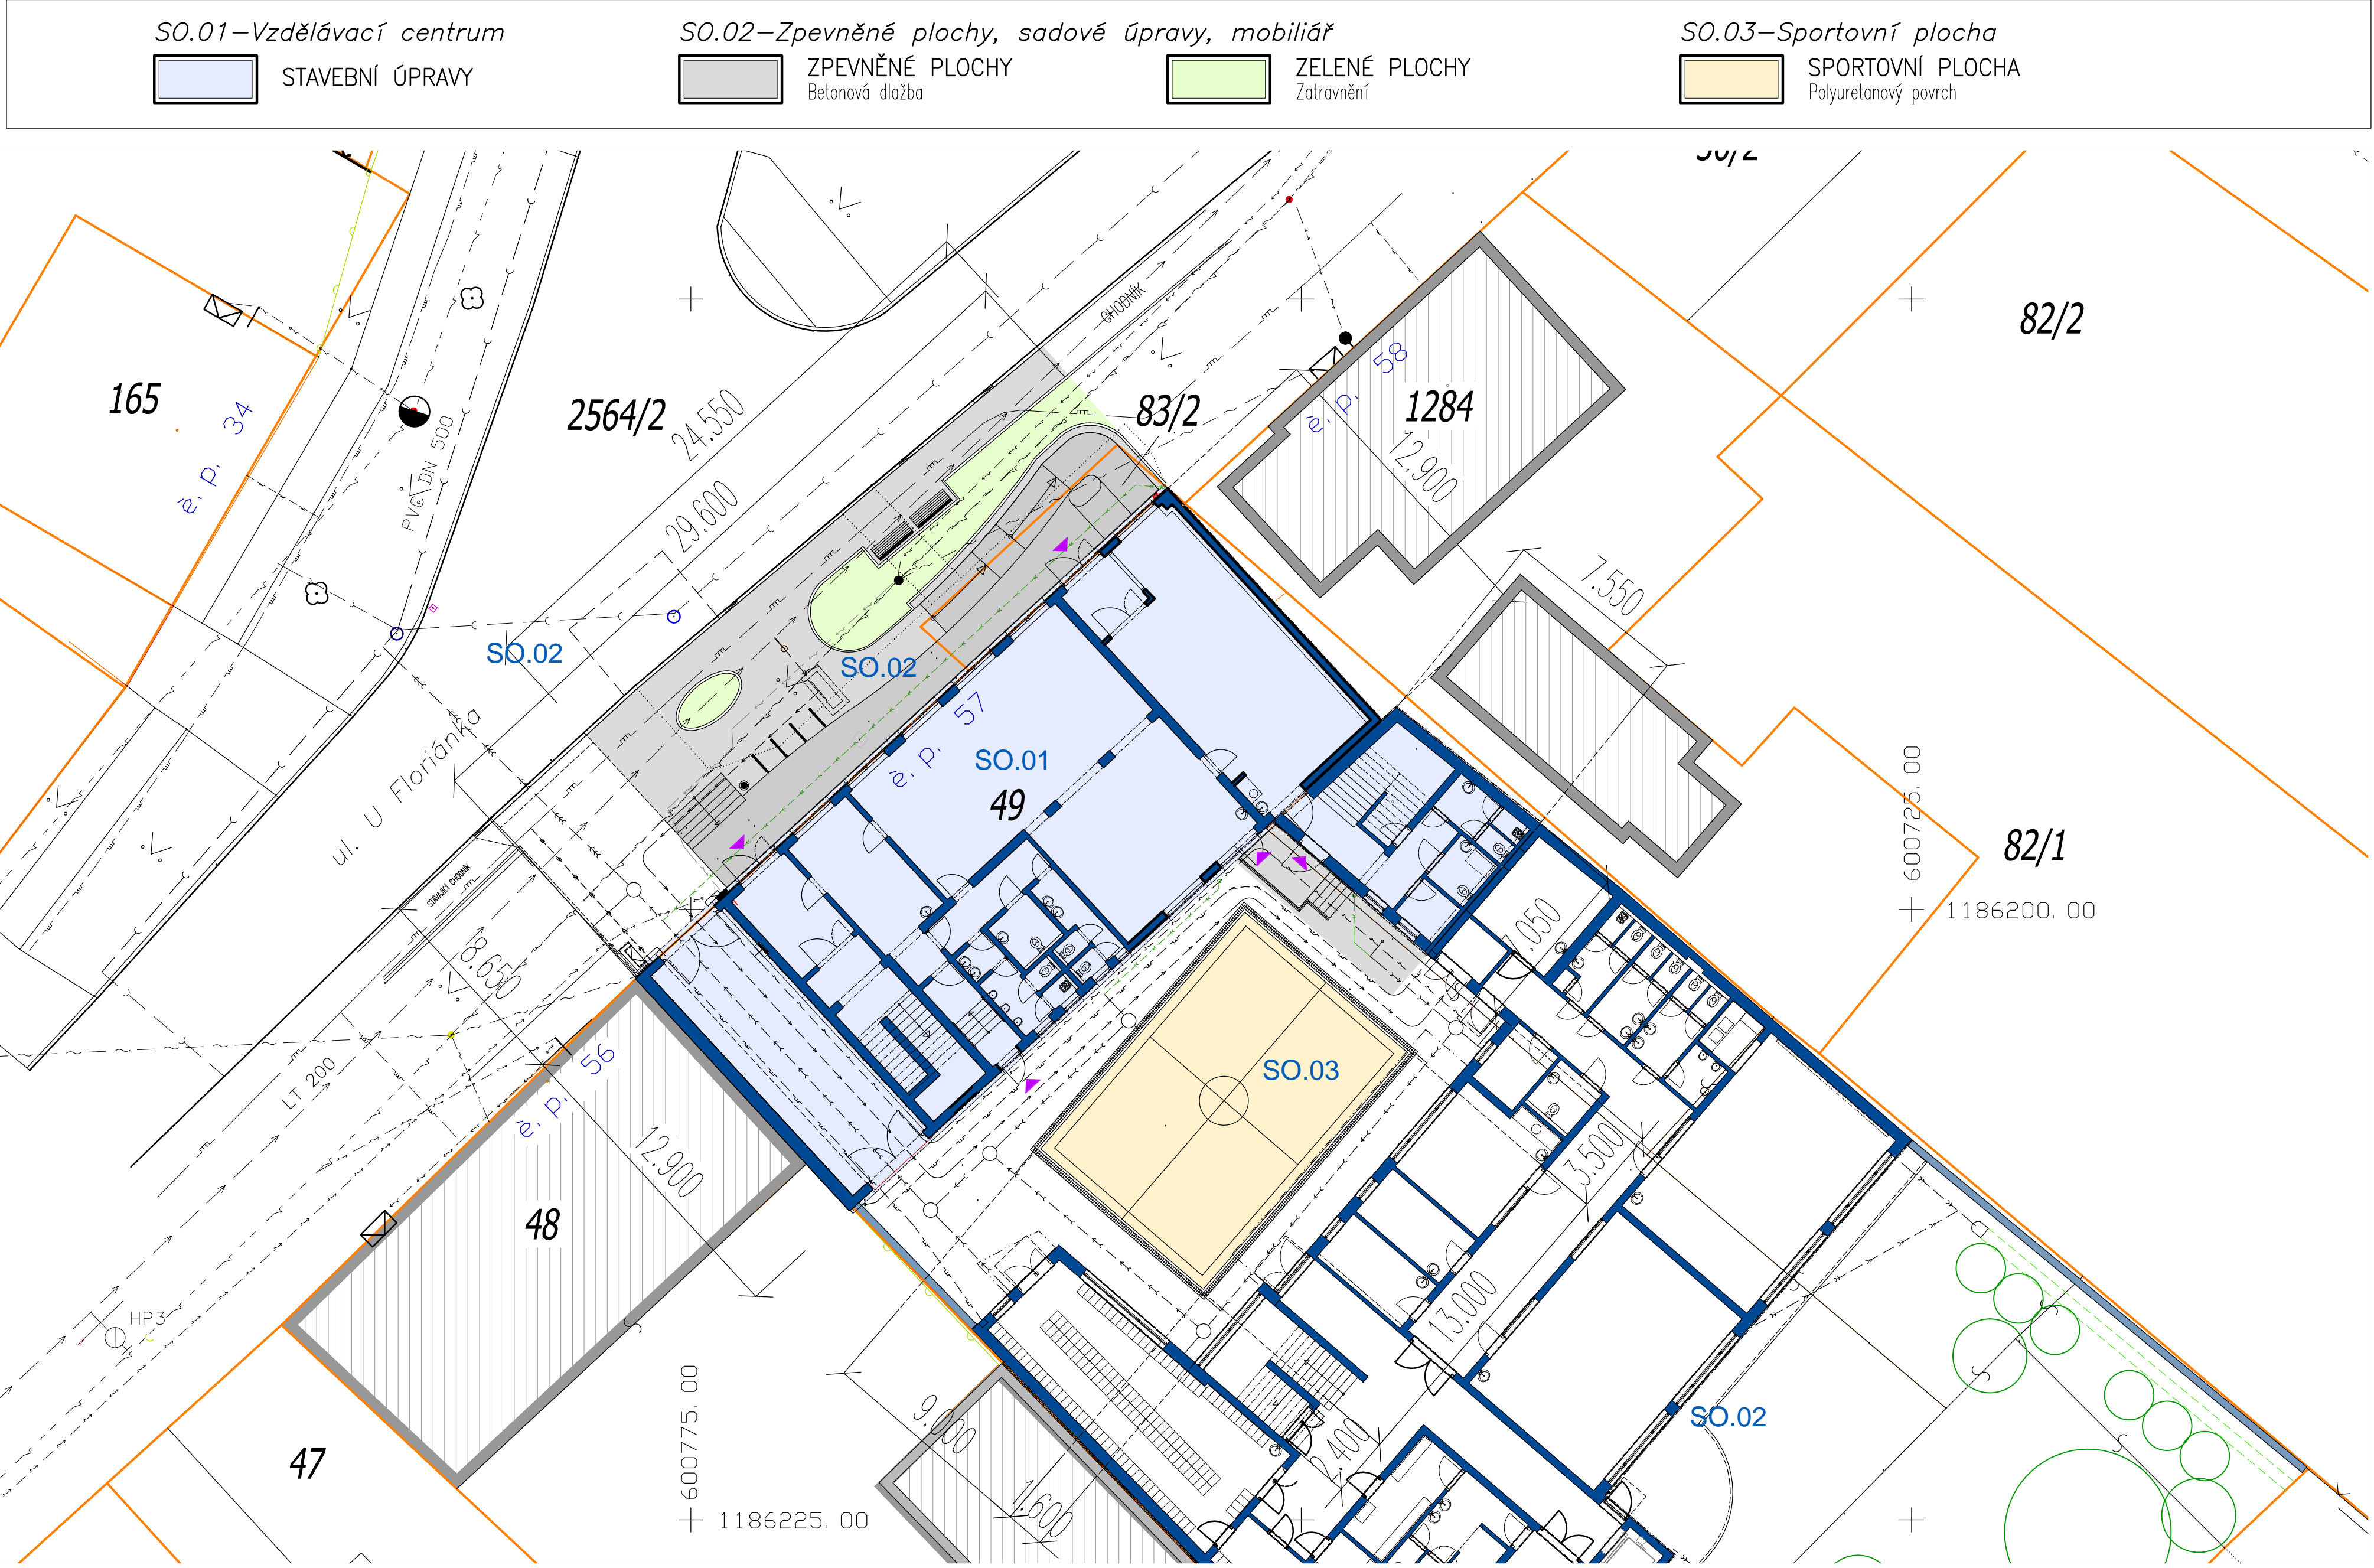 SO.01-Vzdělávací centrum
STAVEBNÍ ÚPRAVY
SO.02-Zpevněné plochy, sadové úpravy, mobiliář
ZPEVNĚNÉ PLOCHY
Betonová dlažba
ZELENÉ PLOCHY
Zatravnění
SO.03-Sportovní plocha
SPORTOVNÍ PLOCHA
Polyuretanový povrch
82/2
CHODNÍK
165
č. p. 34
2564/2
24.550
83/2
č. p. 58
1284
12.900
PVC DN 500
29.600
7.550
SO.02
SO.02
ul. U Floriánka
č. p. 57
SO.01
49
600725.00
82/1
1186200.00
STÁVAJÍCÍ CHODNÍK
8.650
7.050
LT 200
č. p. 56
SO.03
12.900
3.500
48
HP3
13.000
600775.00
9.000
2.400
SO.02
47
1.600
1186225.00